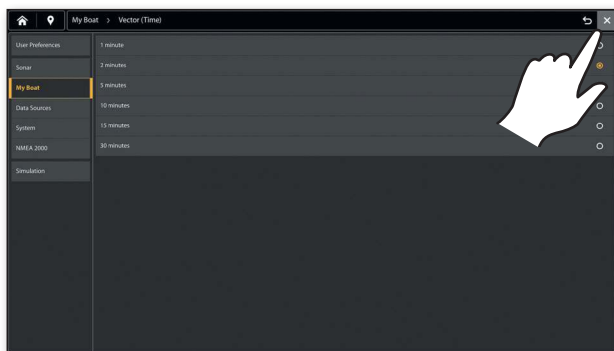 My Boat > Vector (Time)
User Preferences
Sonar
My Boat
Data Sources
System
NMEA 2000
Simulation
1 minute
2 minutes
5 minutes
10 minutes
15 minutes
30 minutes